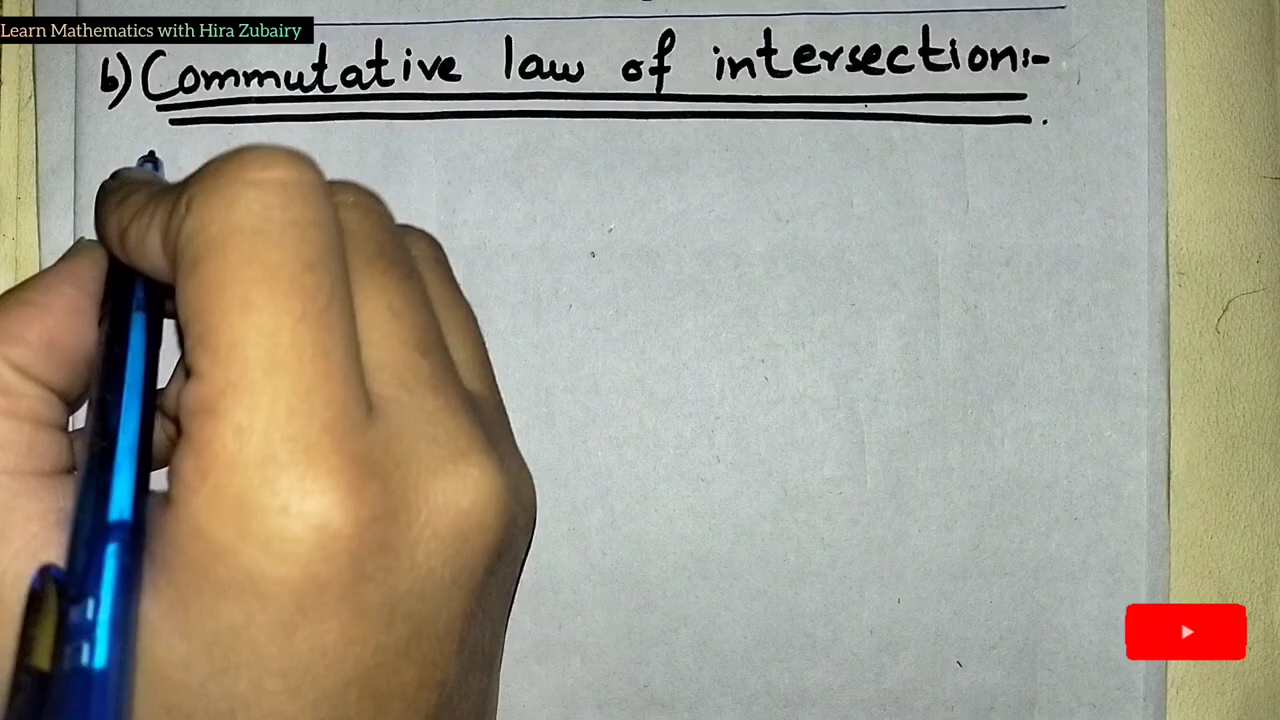 Learn Mathematics with Hira Zubairy
b) Commutative law of intersection:-